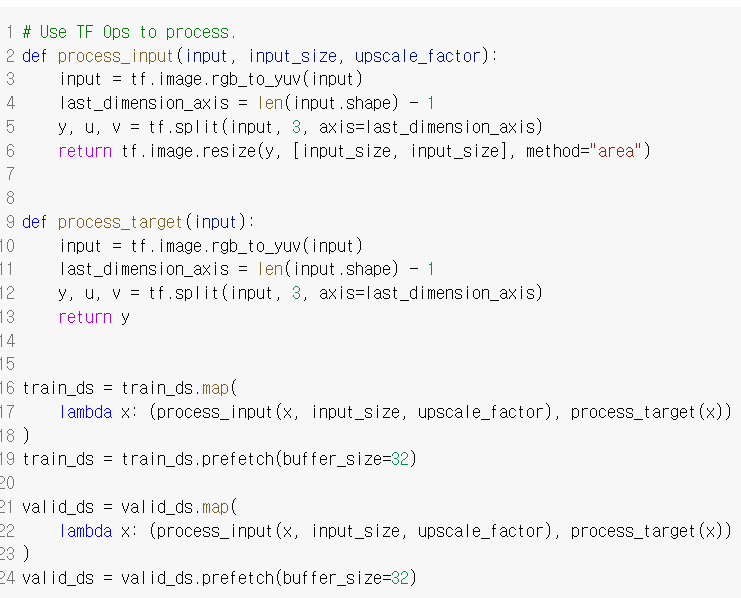 1 # Use TF Ops to process.
2 def process_input(input, input_size, upscale_factor):
3     input = tf.image.rgb_to_yuv(input)
4     last_dimension_axis = len(input.shape) - 1
5     y, u, v = tf.split(input, 3, axis=last_dimension_axis)
6     return tf.image.resize(y, [input_size, input_size], method="area")
7
8
9 def process_target(input):
10     input = tf.image.rgb_to_yuv(input)
11     last_dimension_axis = len(input.shape) - 1
12     y, u, v = tf.split(input, 3, axis=last_dimension_axis)
13     return y
14
15
16 train_ds = train_ds.map(
17     lambda x: (process_input(x, input_size, upscale_factor), process_target(x))
18 )
19 train_ds = train_ds.prefetch(buffer_size=32)
20
21 valid_ds = valid_ds.map(
22     lambda x: (process_input(x, input_size, upscale_factor), process_target(x))
23 )
24 valid_ds = valid_ds.prefetch(buffer_size=32)